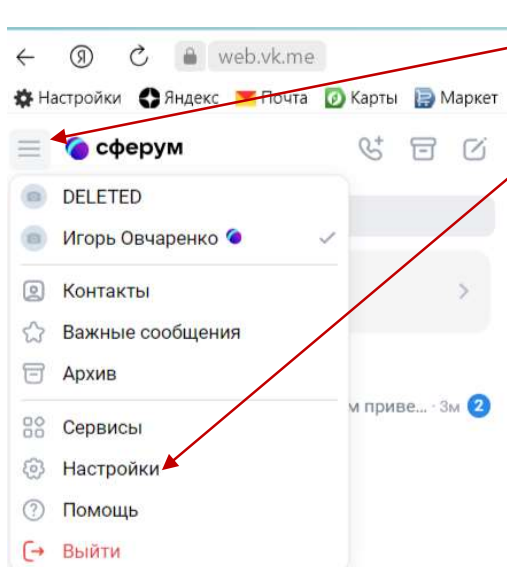 web.vk.me
Настройки Яндекс Почта Карты Маркет
сферум
DELETED
Игорь Овчаренко
Контакты
Важные сообщения
Архив
м приве... · 3м 2
Сервисы
Настройки
Помощь
Выйти